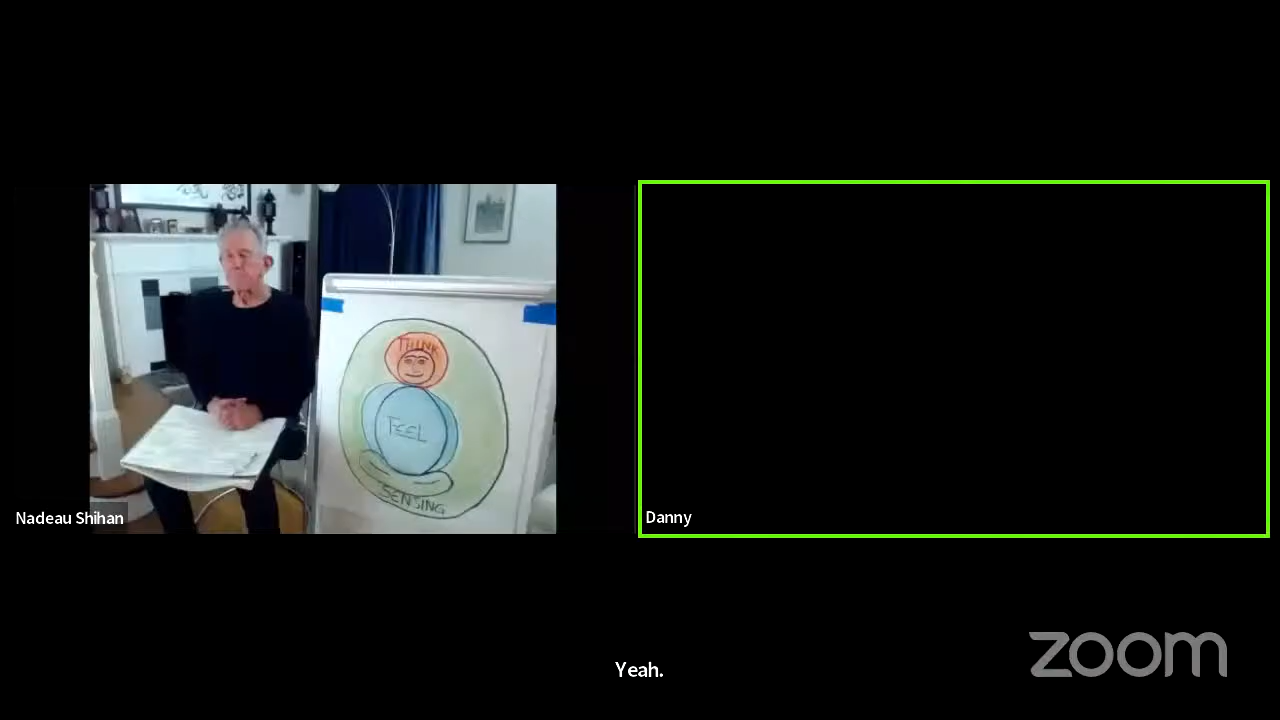 THINK
FEEL
SENSING
Nadeau Shihan
Danny
Yeah.
zoom